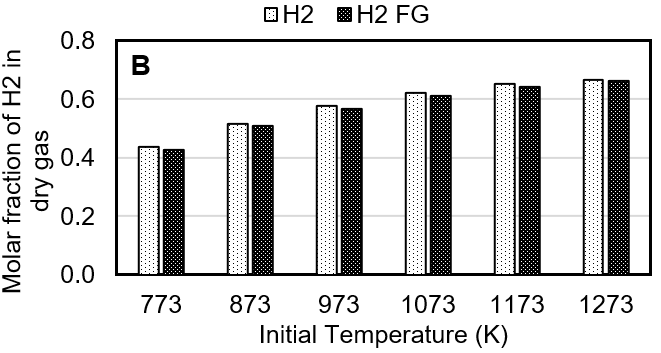 H2 H2 FG
B
Molar fraction of H2 in
dry gas
0.8
0.6
0.4
0.2
0.0
773 873 973 1073 1173 1273
Initial Temperature (K)